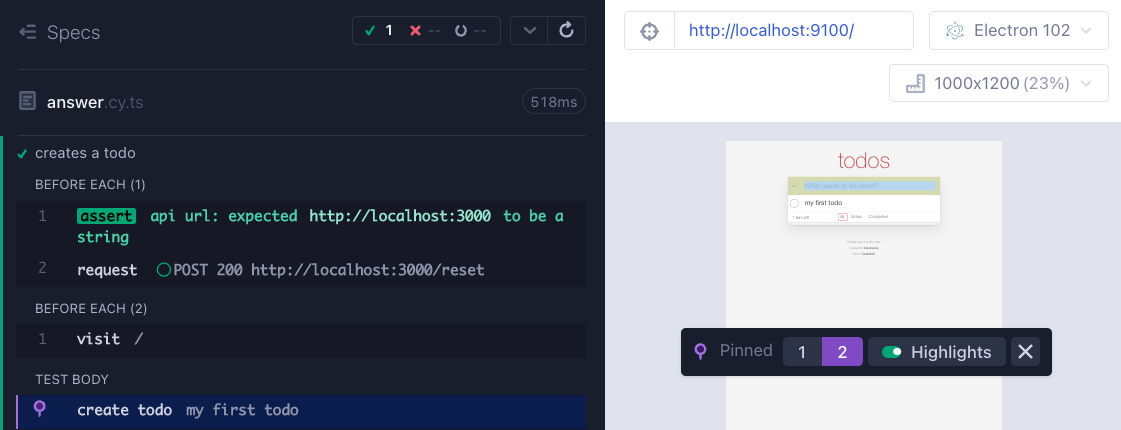 Specs
1 -- --
answer.cy.ts
518ms
creates a todo
BEFORE EACH (1)
1 assert api url: expected http://localhost:3000 to be a
string
2 request POST 200 http://localhost:3000/reset
BEFORE EACH (2)
1 visit /
TEST BODY
create todo my first todo
http://localhost:9100/
Electron 102
1000x1200 (23%)
todos
What needs to be done?
my first todo
1 item left All Active Completed
Pinned 1 2 Highlights